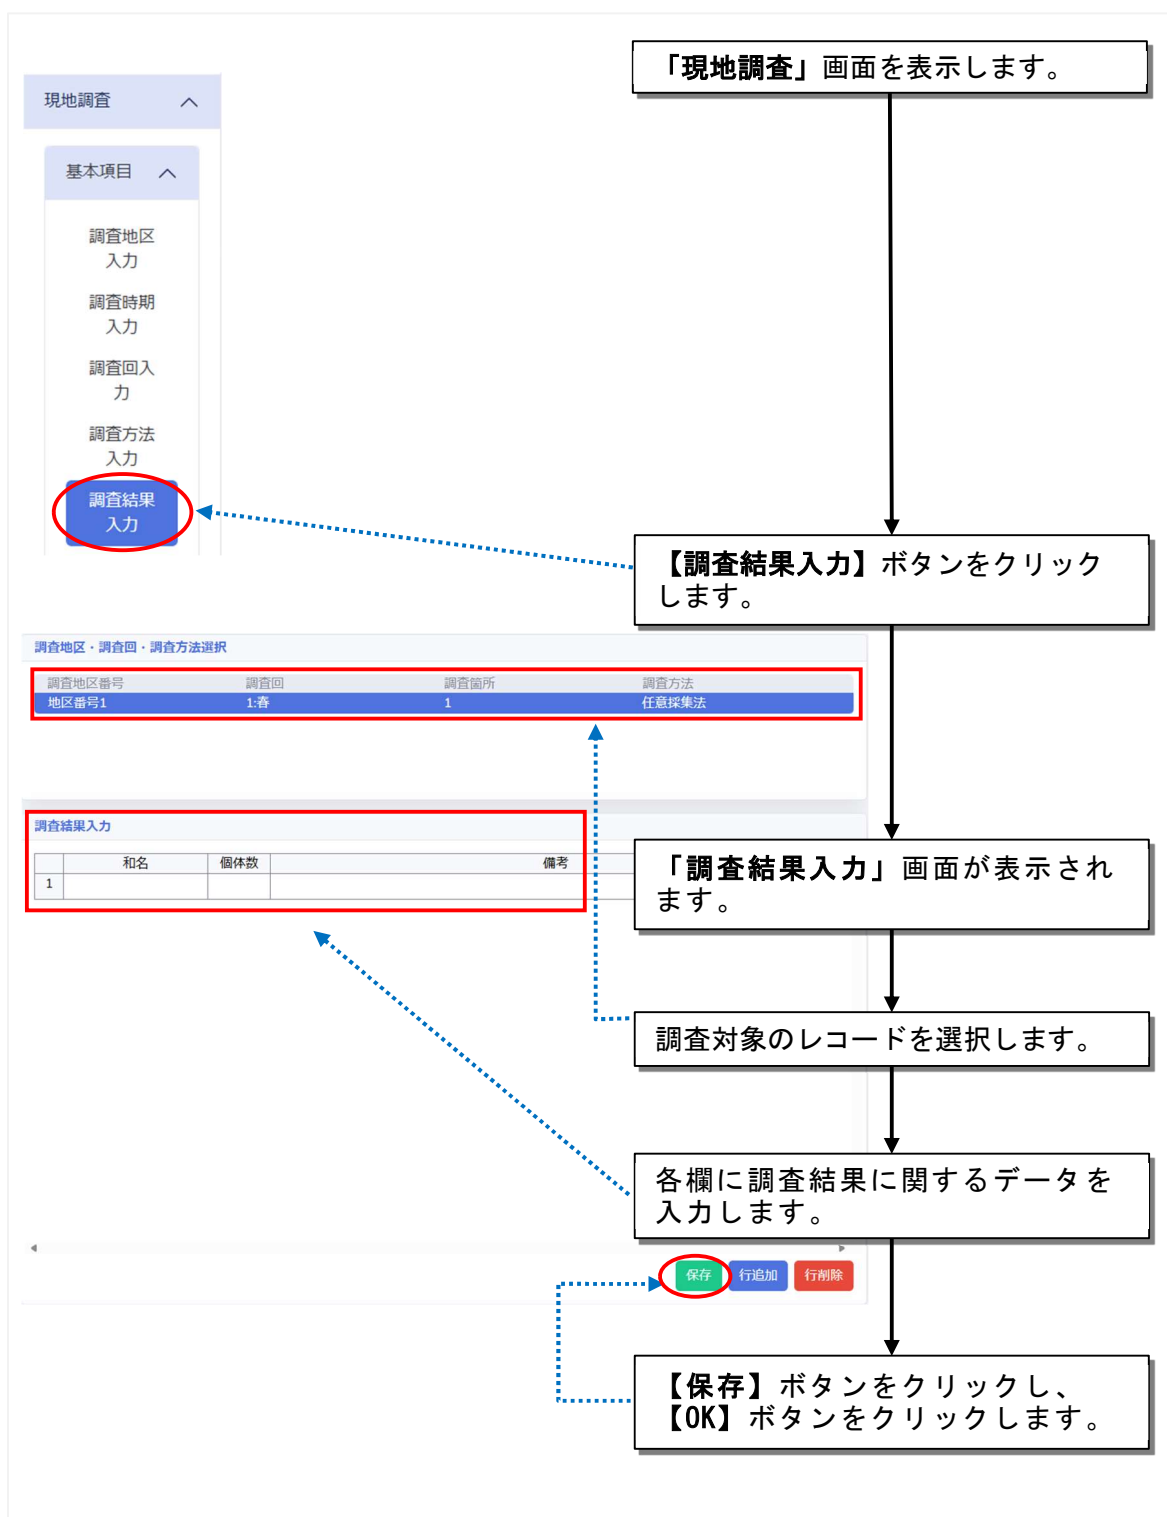 「現地調査」画面を表示します。
現地調査
基本項目
調査地区
入力
調査時期
入力
調査回入
力
調査方法
入力
調査結果
入力
【調査結果入力】ボタンをクリック
します。
調査地区・調査回・調査方法選択
調査地区番号 調査回 調査箇所 調査方法
地区番号1 1:春 1 任意採集法
調査結果入力
和名 個体数 備考
1
「調査結果入力」画面が表示され
ます。
調査対象のレコードを選択します。
各欄に調査結果に関するデータを
入力します。
保存 行追加 行削除
【保存】ボタンをクリックし、
【OK】ボタンをクリックします。